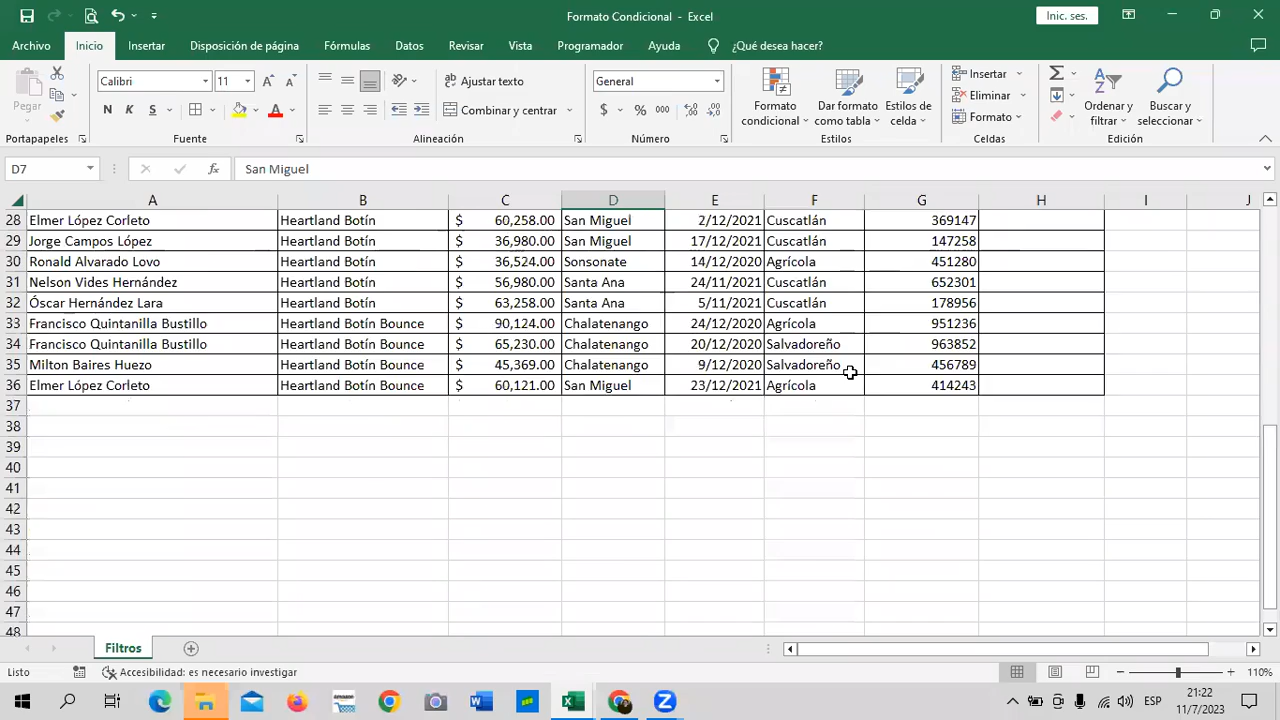 Formato Condicional - Excel
Inic. ses.
Archivo Inicio Insertar Disposición de página Fórmulas Datos Revisar Vista Programador Ayuda ¿Qué desea hacer?
Pegar
Calibri 11
N K S
Ajustar texto
Combinar y centrar
General
$ % 000
Formato condicional
Dar formato como tabla
Estilos de celda
Insertar
Eliminar
Formato
Ordenar y filtrar
Buscar y seleccionar
Portapapeles Fuente Alineación Número Estilos Celdas Edición
D7 fx San Miguel
A B C D E F G H I J
28 Elmer López Corleto Heartland Botín $ 60,258.00 San Miguel 2/12/2021 Cuscatlán 369147
29 Jorge Campos López Heartland Botín $ 36,980.00 San Miguel 17/12/2021 Cuscatlán 147258
30 Ronald Alvarado Lovo Heartland Botín $ 36,524.00 Sonsonate 14/12/2020 Agrícola 451280
31 Nelson Vides Hernández Heartland Botín $ 56,980.00 Santa Ana 24/11/2021 Cuscatlán 652301
32 Óscar Hernández Lara Heartland Botín $ 63,258.00 Santa Ana 5/11/2021 Cuscatlán 178956
33 Francisco Quintanilla Bustillo Heartland Botín Bounce $ 90,124.00 Chalatenango 24/12/2020 Agrícola 951236
34 Francisco Quintanilla Bustillo Heartland Botín Bounce $ 65,230.00 Chalatenango 20/12/2020 Salvadoreño 963852
35 Milton Baires Huezo Heartland Botín Bounce $ 45,369.00 Chalatenango 9/12/2020 Salvadoreño 456789
36 Elmer López Corleto Heartland Botín Bounce $ 60,121.00 San Miguel 23/12/2021 Agrícola 414243
37
38
39
40
41
42
43
44
45
46
47
48
Filtros
Listo Accesibilidad: es necesario investigar 110%
ESP
21:22
11/7/2023